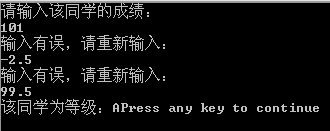 请输入该同学的成绩：
101
输入有误，请重新输入：
-2.5
输入有误，请重新输入：
99.5
该同学为等级：APress any key to continue